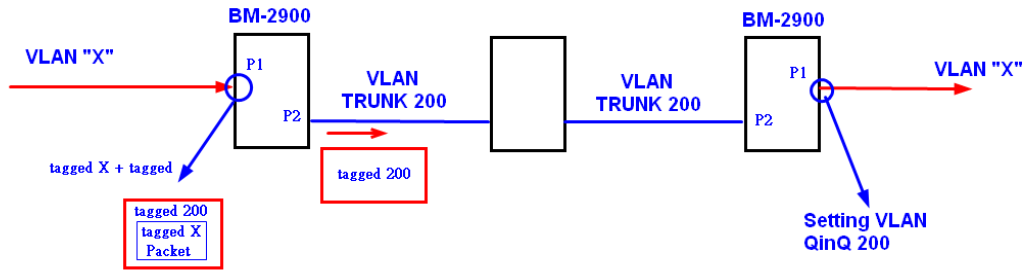 BM-2900
BM-2900
VLAN "X"
P1
P2
VLAN
TRUNK 200
VLAN
TRUNK 200
P1
P2
VLAN "X"
tagged X + tagged
tagged 200
tagged X
Packet
tagged 200
Setting VLAN
QinQ 200